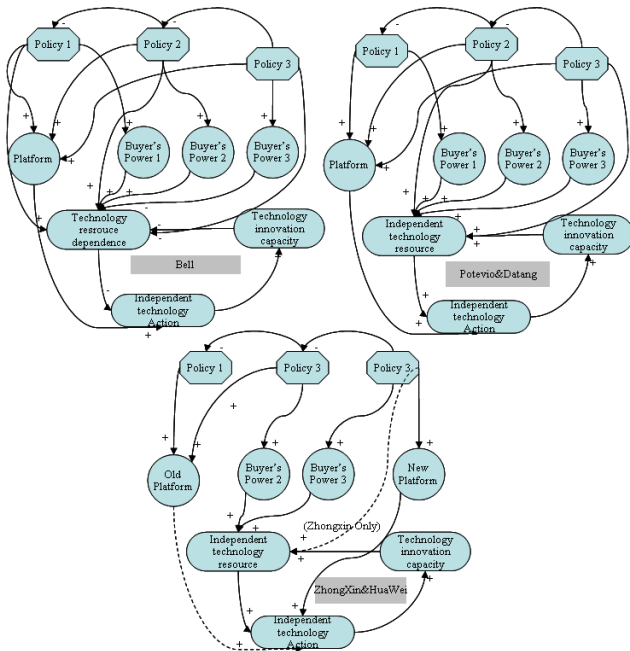 Policy 1
Policy 2
Policy 3
-
-
+
+
+
+
+
+
Platform
+
Buyer's
Power 1
Buyer's
Power 2
Buyer's
Power 3
+
+
+
+
-
+
-
Technology
resrouce
dependence
Technology
innovation
capacity
Bell
-
+
Independent
technology
Action
+
Policy 1
Policy 2
Policy 3
-
-
+
+
+
+
+
+
Platform
Buyer's
Power 1
Buyer's
Power 2
Buyer's
Power 3
+
+
+
+
+
+
Independent
technology
resource
Technology
innovation
capacity
Potevio&Datang
+
+
Independent
technology
Action
+
Policy 1
Policy 3
Policy 3
-
-
+
+
+
+
+
+
Old
Platform
Buyer's
Power 2
Buyer's
Power 3
New
Platform
+
+
(Zhongxin Only)
+
Independent
technology
resource
Technology
innovation
capacity
ZhongXin&HuaWei
+
+
+
Independent
technology
Action
+